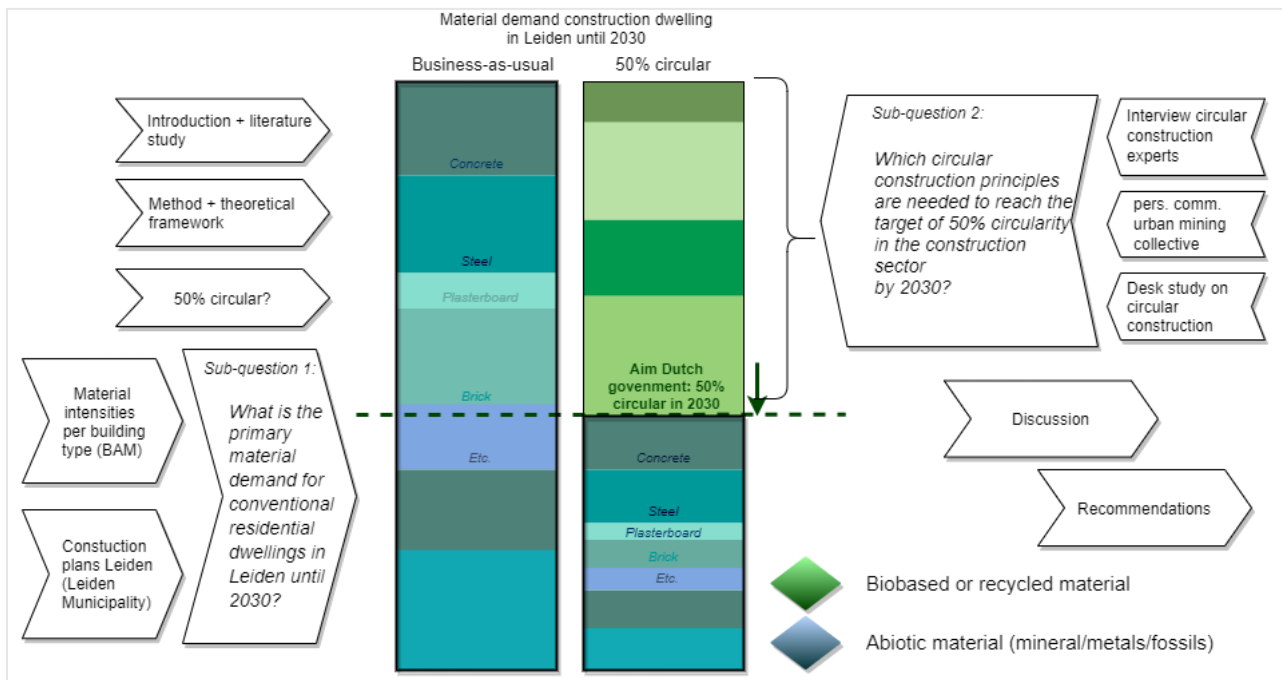 Material demand construction dwelling
in Leiden until 2030
Business-as-usual
50% circular
Introduction + literature
study
Method + theoretical
framework
50% circular?
Material
intensities
per building
type (BAM)
Constuction
plans Leiden
(Leiden
Municipality)
Sub-question 1:
What is the
primary
material
demand for
conventional
residential
dwellings in
Leiden until
2030?
Concrete
Steel
Plasterboard
Brick
Etc.
Aim Dutch
govenment: 50%
circular in 2030
Concrete
Steel
Plasterboard
Brick
Etc.
Sub-question 2:
Which circular
construction principles
are needed to reach the
target of 50% circularity
in the construction
sector
by 2030?
Interview circular
construction
experts
pers. comm.
urban mining
collective
Desk study on
circular
construction
Discussion
Recommendations
Biobased or recycled material
Abiotic material (mineral/metals/fossils)